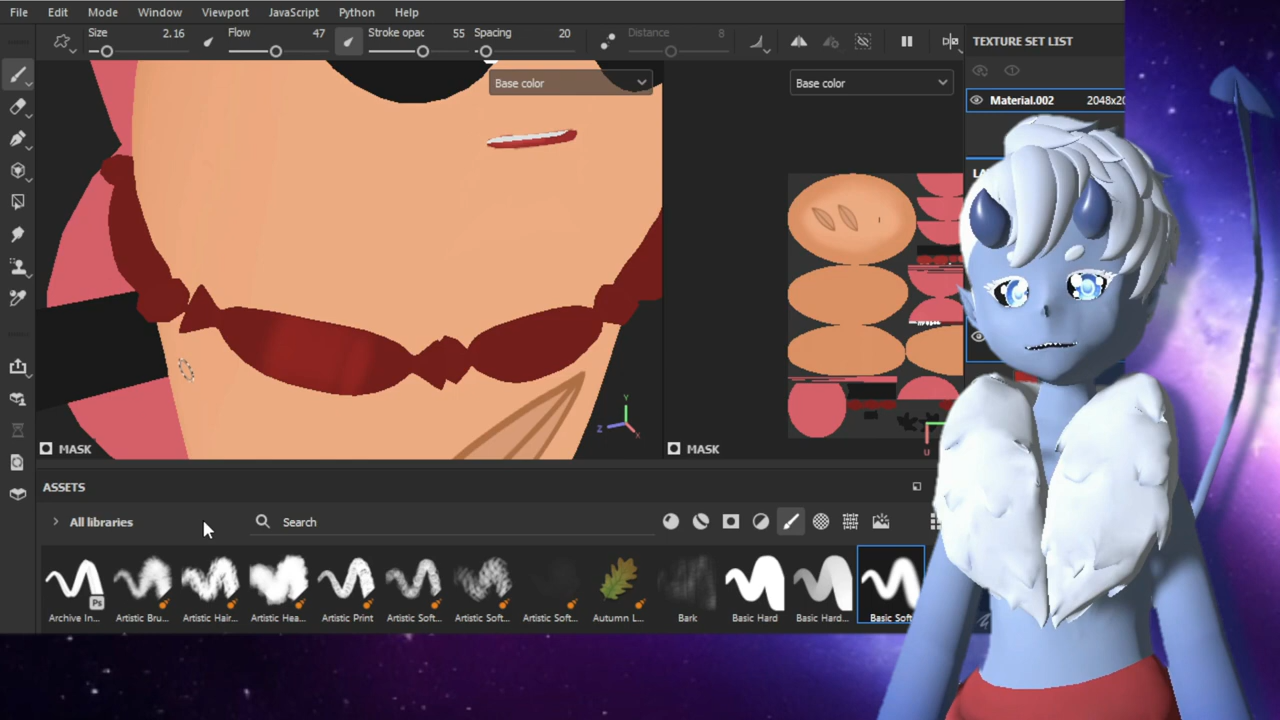 File Edit Mode Window Viewport JavaScript Python Help
Size 2.16 Flow 47 Stroke opac 55 Spacing 20 Distance 8
TEXTURE SET LIST
Base color
Base color
Material.002 2048x20
LA
Y
Z
X
U
MASK
MASK
ASSETS
All libraries
Search
Ps
Archive In... Artistic Bru... Artistic Hair... Artistic Hea... Artistic Print Artistic Soft... Artistic Soft... Artistic Soft... Autumn L... Bark Basic Hard Basic Hard... Basic Soft